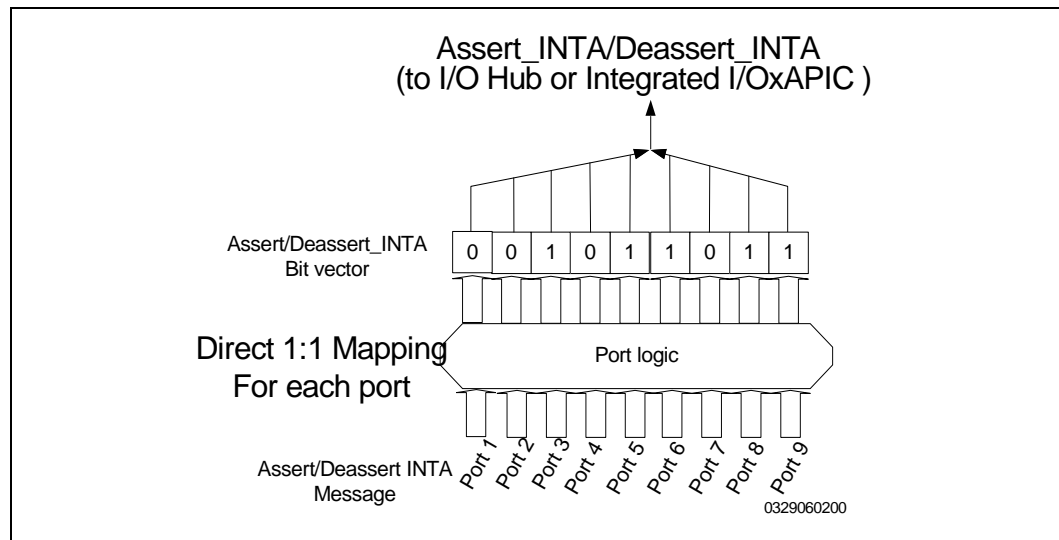 Assert_INTA/Deassert_INTA
(to I/O Hub or Integrated I/OxAPIC )
Assert/Deassert_INTA
Bit vector
0 0 1 0 1 1 0 1 1
Direct 1:1 Mapping
For each port
Port logic
Assert/Deassert INTA
Message
Port 1 Port 2 Port 3 Port 4 Port 5 Port 6 Port 7 Port 8 Port 9
0329060200